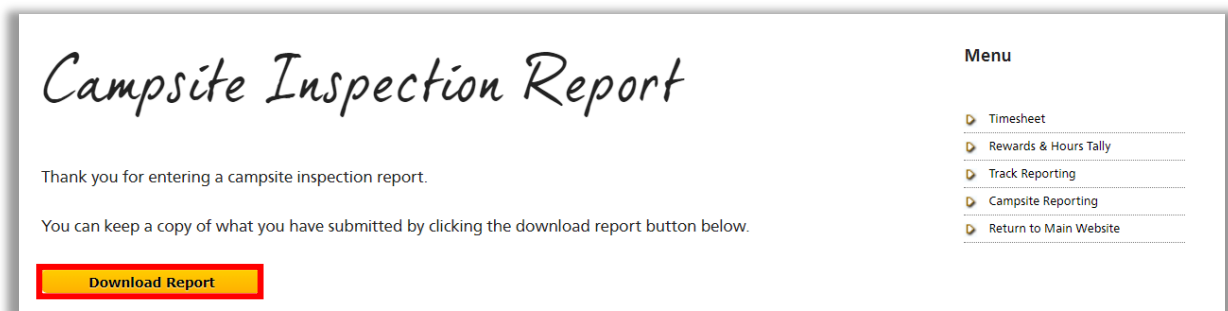 Campsite Inspection Report
Thank you for entering a campsite inspection report.
You can keep a copy of what you have submitted by clicking the download report button below.
Download Report
Menu
Timesheet
Rewards & Hours Tally
Track Reporting
Campsite Reporting
Return to Main Website